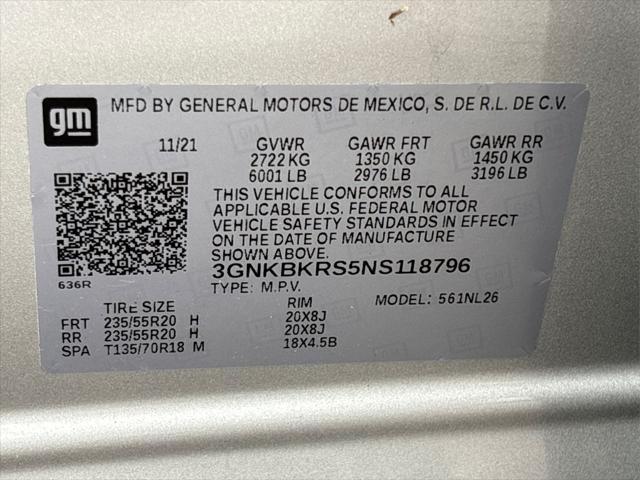 gm MFD BY GENERAL MOTORS DE MEXICO, S. DE R.L. DE C.V.
11/21 GVWR GAWR FRT GAWR RR
2722 KG 1350 KG 1450 KG
6001 LB 2976 LB 3196 LB
THIS VEHICLE CONFORMS TO ALL
APPLICABLE U.S. FEDERAL MOTOR
VEHICLE SAFETY STANDARDS IN EFFECT
ON THE DATE OF MANUFACTURE
SHOWN ABOVE.
636R 3GNKBKRS5NS118796
TYPE: M.P.V. MODEL: 561NL26
TIRE SIZE RIM
FRT 235/55R20 H 20X8J
RR 235/55R20 H 20X8J
SPA T135/70R18 M 18X4.5B